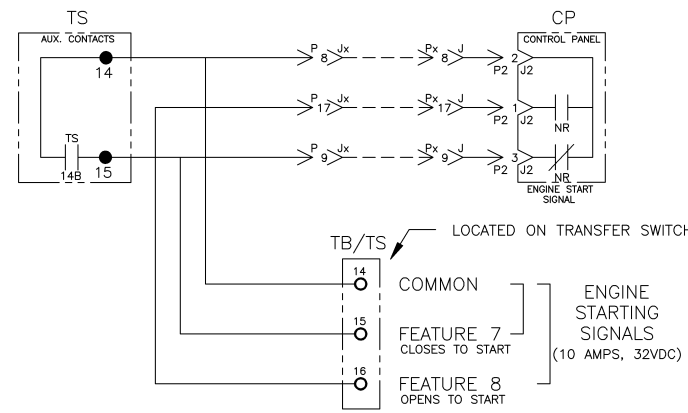 TS
CP
AUX. CONTACTS
CONTROL PANEL
14
P 8 Jx
Px 8 J
P2
2
J2
P 17 Jx
Px 17 J
P2
1
J2
NR
TS
14B
15
P 9 Jx
Px 9 J
P2
3
J2
NR
ENGINE START
SIGNAL
TB/TS
LOCATED ON TRANSFER SWITCH
14
COMMON
15
FEATURE 7
CLOSES TO START
16
FEATURE 8
OPENS TO START
ENGINE
STARTING
SIGNALS
(10 AMPS, 32VDC)